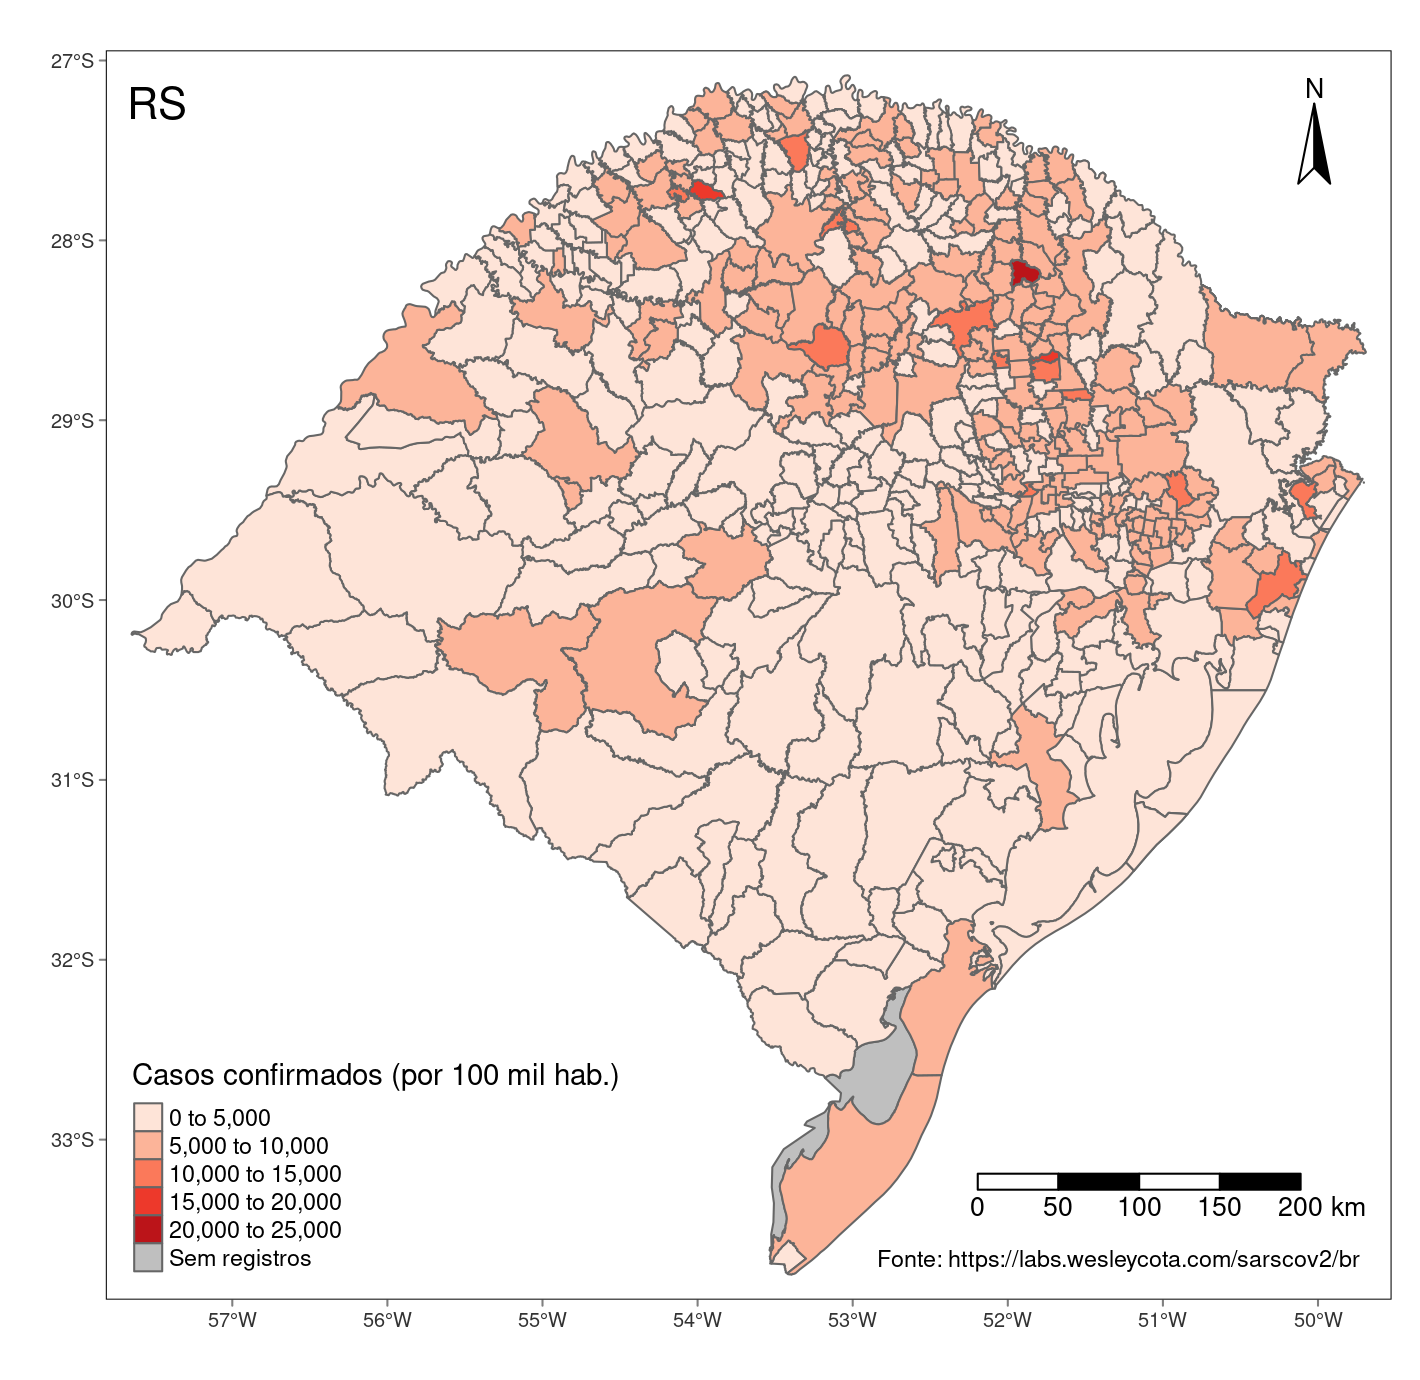 RS
N
27°S
28°S
29°S
30°S
31°S
32°S
33°S
Casos confirmados (por 100 mil hab.)
0 to 5,000
5,000 to 10,000
10,000 to 15,000
15,000 to 20,000
20,000 to 25,000
Sem registros
0 50 100 150 200 km
Fonte: https://labs.wesleycota.com/sarscov2/br
57°W 56°W 55°W 54°W 53°W 52°W 51°W 50°W